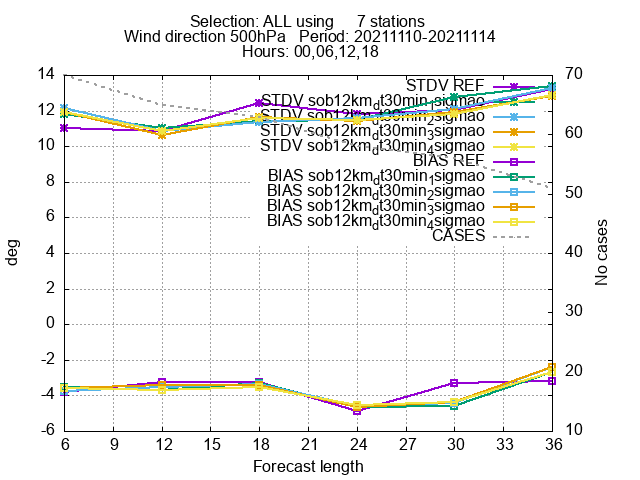 Selection: ALL using 7 stations
Wind direction 500hPa Period: 20211110-20211114
Hours: 00,06,12,18
STDV REF
STDV sob12km_dt30min_1sigmao
STDV sob12km_dt30min_2sigmao
STDV sob12km_dt30min_3sigmao
STDV sob12km_dt30min_4sigmao
BIAS REF
BIAS sob12km_dt30min_1sigmao
BIAS sob12km_dt30min_2sigmao
BIAS sob12km_dt30min_3sigmao
BIAS sob12km_dt30min_4sigmao
CASES
14
12
10
8
6
4
2
0
-2
-4
-6
deg
70
60
50
40
30
20
10
No cases
6 9 12 15 18 21 24 27 30 33 36
Forecast length